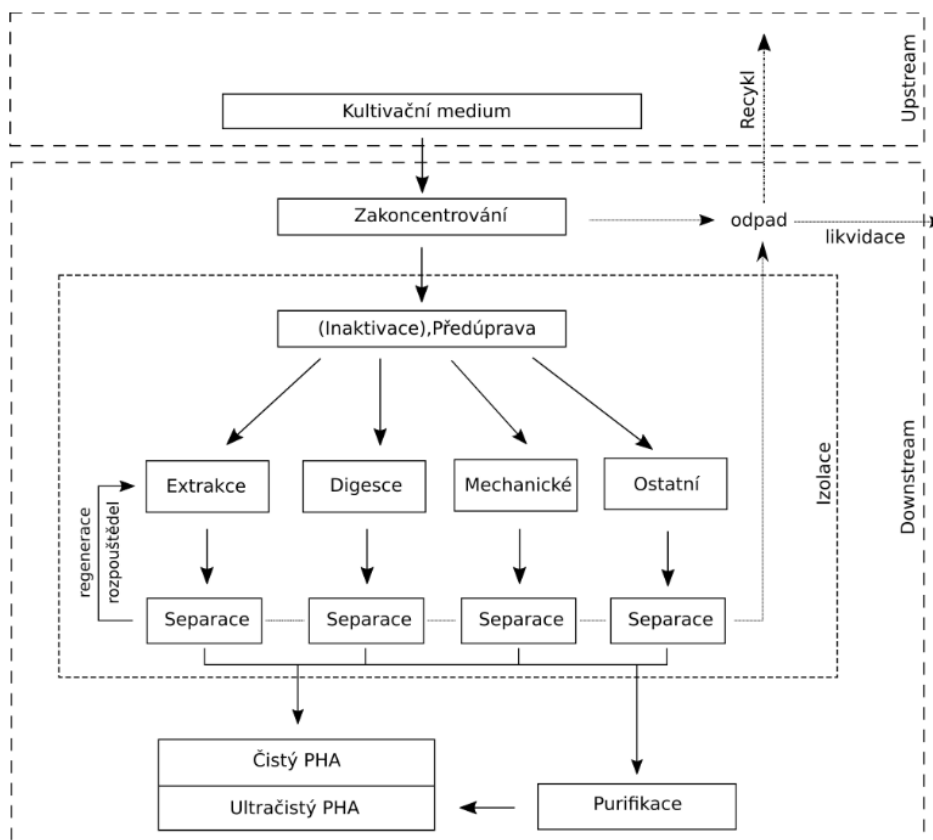 Kultivační medium
Recykl
Upstream
Zakoncentrování
odpad
likvidace
(Inaktivace),Předúprava
Extrakce
Digesce
Mechanické
Ostatní
Izolace
Downstream
regenerace
rozpouštědel
Separace
Separace
Separace
Separace
Čistý PHA
Ultračistý PHA
Purifikace